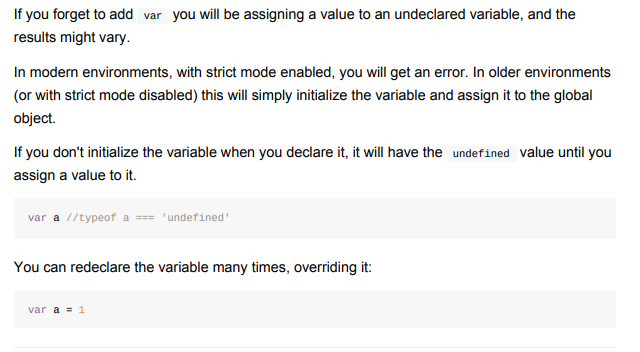 If you forget to add var you will be assigning a value to an undeclared variable, and the
results might vary.
In modern environments, with strict mode enabled, you will get an error. In older environments
(or with strict mode disabled) this will simply initialize the variable and assign it to the global
object.
If you don't initialize the variable when you declare it, it will have the undefined value until you
assign a value to it.
var a //typeof a === 'undefined'
You can redeclare the variable many times, overriding it:
var a = 1